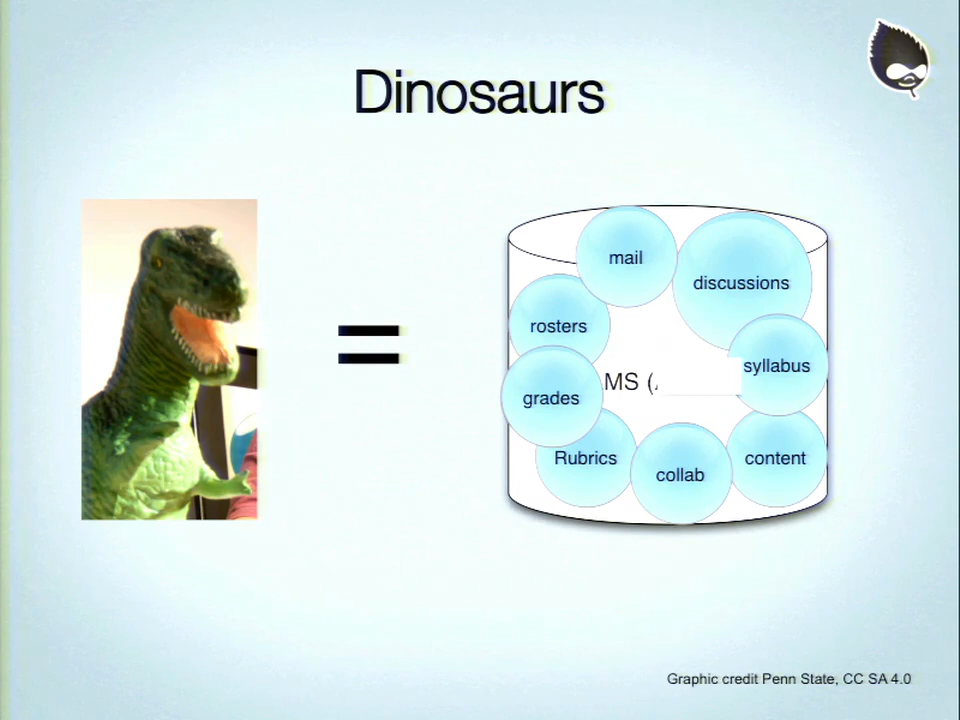 Dinosaurs
=
mail
discussions
rosters
syllabus
MS (
grades
Rubrics
collab
content
Graphic credit Penn State, CC SA 4.0